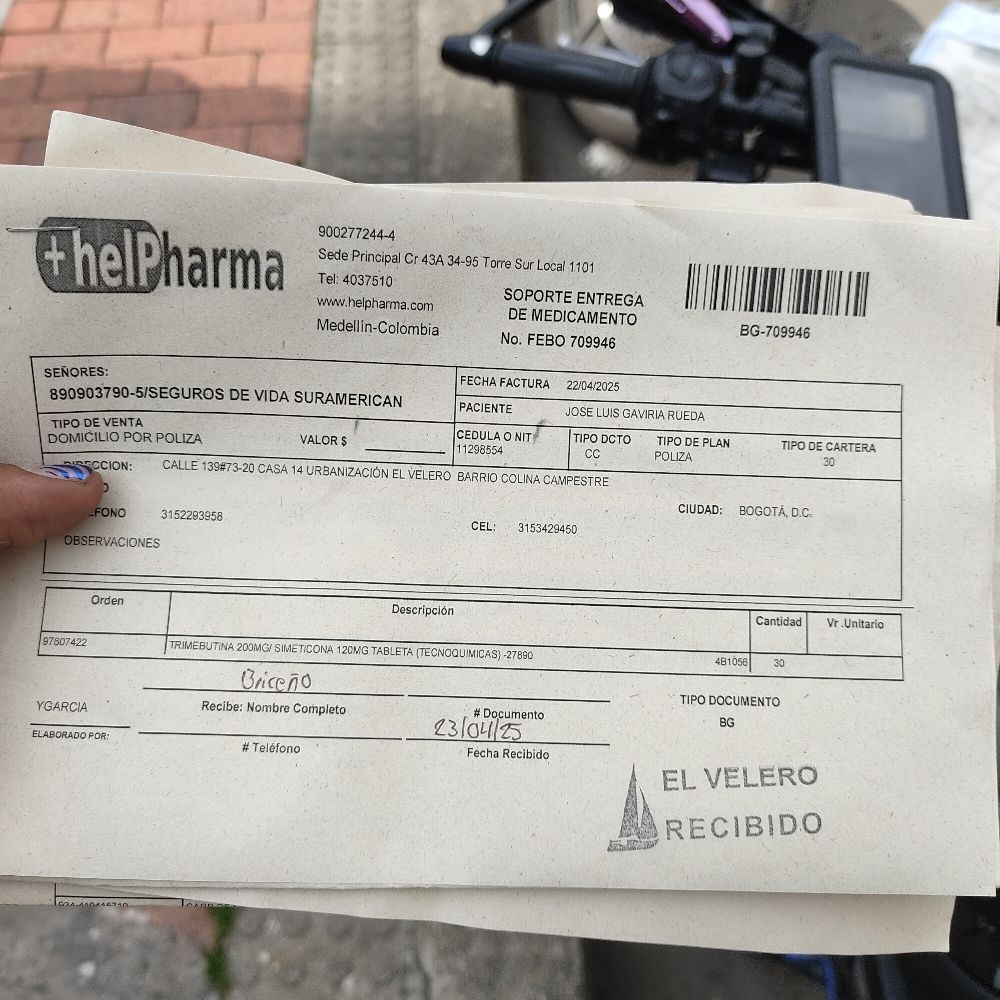 +helPharma
900277244-4
Sede Principal Cr 43A 34-95 Torre Sur Local 1101
Tel: 4037510
www.helpharma.com
Medellín-Colombia
SOPORTE ENTREGA
DE MEDICAMENTO
No. FEBO 709946
BG-709946
SEÑORES:
890903790-5/SEGUROS DE VIDA SURAMERICAN
FECHA FACTURA 22/04/2025
PACIENTE JOSE LUIS GAVIRIA RUEDA
TIPO DE VENTA
DOMICILIO POR POLIZA VALOR $
CEDULA O NIT TIPO DCTO TIPO DE PLAN TIPO DE CARTERA
11298554 CC POLIZA 30
CALLE 139#73-20 CASA 14 URBANIZACIÓN EL VELERO BARRIO COLINA CAMPESTRE
3152293958 CEL: 3153429450 CIUDAD: BOGOTÁ, D.C.
OBSERVACIONES
Orden Descripción Cantidad Vr .Unitario
97607422 TRIMEBUTINA 200MG/ SIMETICONA 120MG TABLETA (TECNOQUIMICAS) -27890 4B1056 30
Briceño
YGARCIA Recibe: Nombre Completo # Documento TIPO DOCUMENTO
BG
23/04/25
ELABORADO POR: # Teléfono Fecha Recibido
EL VELERO
RECIBIDO